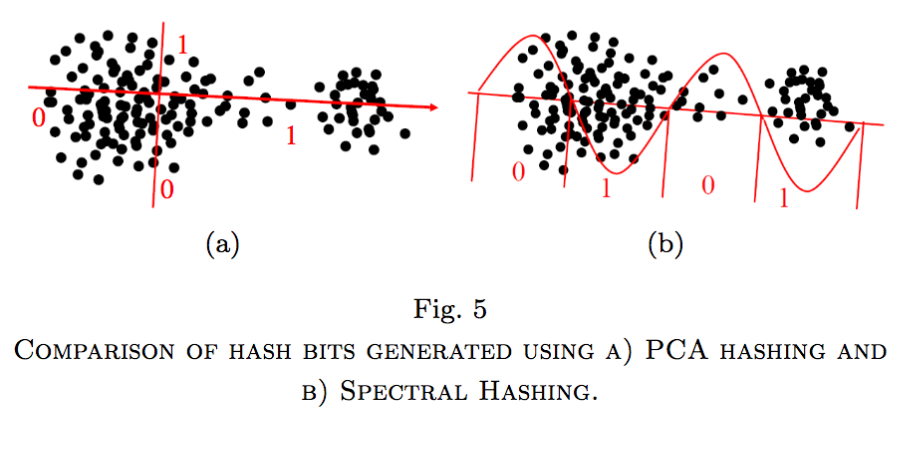 1
0
1
0
0
1
0
1
(a)
(b)
Fig. 5
Comparison of hash bits generated using a) PCA hashing and
b) Spectral Hashing.